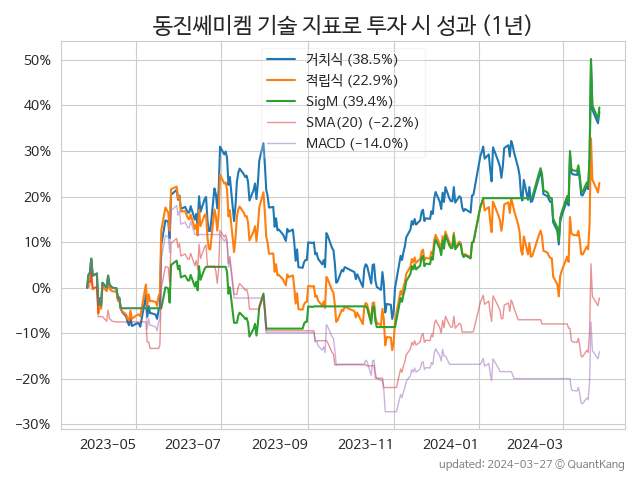 동진쎄미켐 기술 지표로 투자 시 성과 (1년)
거치식 (38.5%)
적립식 (22.9%)
SigM (39.4%)
SMA(20) (−2.2%)
MACD (−14.0%)
50%
40%
30%
20%
10%
0%
−10%
−20%
−30%
2023-05 2023-07 2023-09 2023-11 2024-01 2024-03
updated: 2024-03-27 © QuantKang